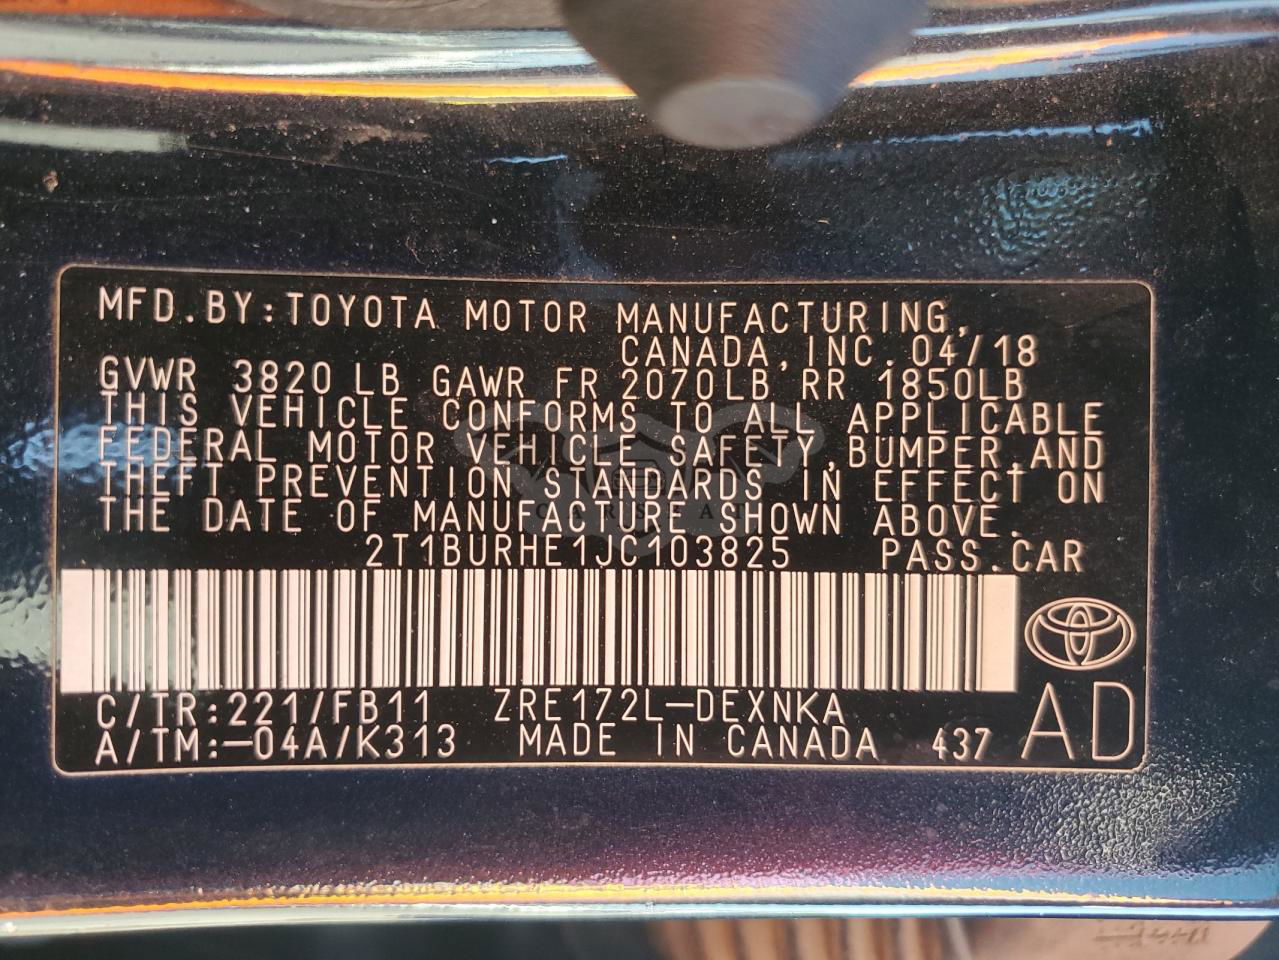 MFD.BY:TOYOTA MOTOR MANUFACTURING,
CANADA,INC.04/18
GVWR 3820LB GAWR FR 2070LB RR 1850LB
THIS VEHICLE CONFORMS TO ALL APPLICABLE
FEDERAL MOTOR VEHICLE SAFETY,BUMPER,AND
THEFT PREVENTION STANDARDS IN EFFECT ON
THE DATE OF MANUFACTURE SHOWN ABOVE.
2T1BURHE1JC103825 PASS.CAR
C/TR:221/FB11 ZRE172L-DEXNKA
A/TM:-04A/K313 MADE IN CANADA 437 AD